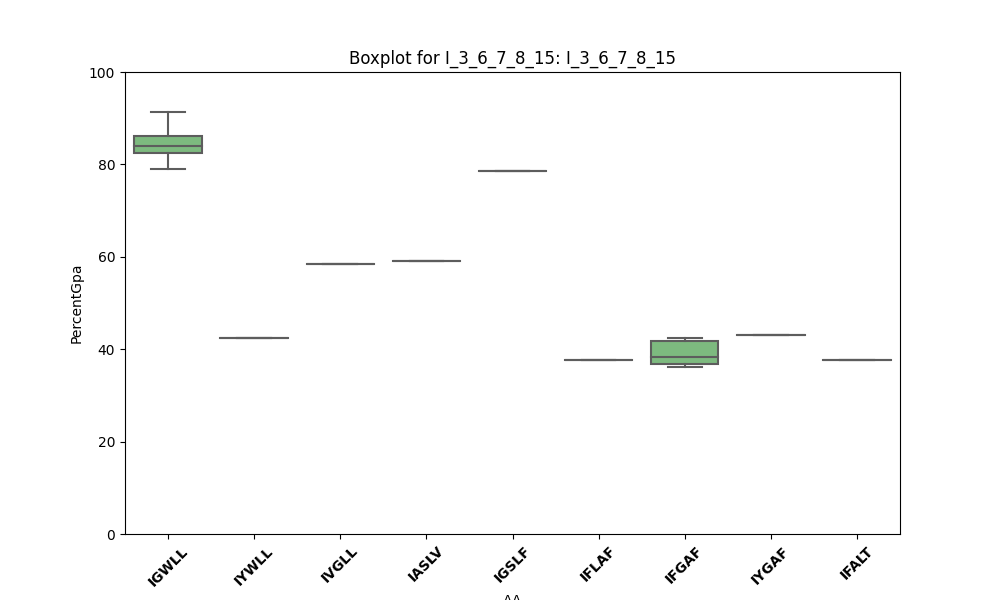 Boxplot for I_3_6_7_8_15: I_3_6_7_8_15
100
80
60
40
20
0
PercentGpa
IGWLL
IYWLL
IVGLL
IASLV
IGSLF
IFLAF
IFGAF
IYGAF
IFALT
AA